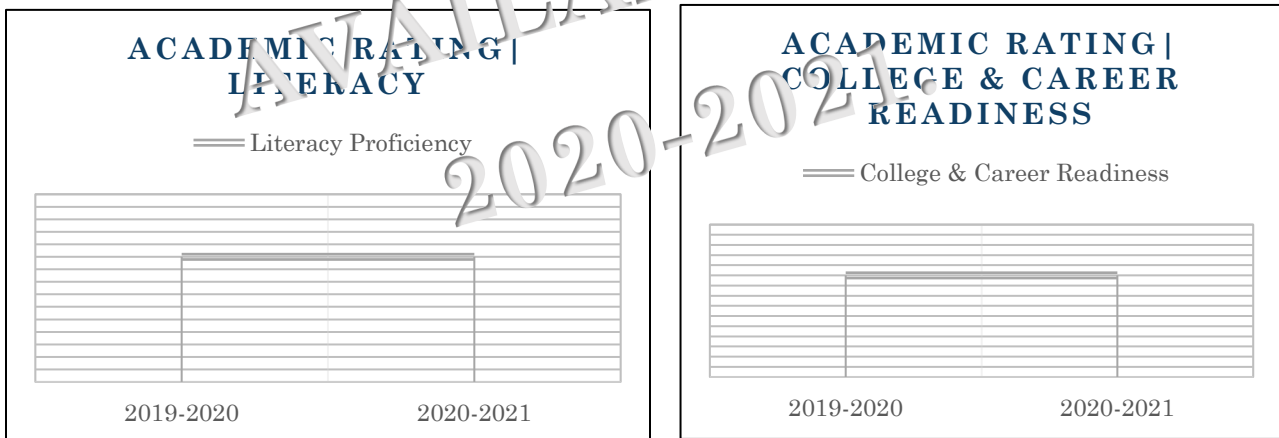 ACADEMIC RATING|
LITERACY
Literacy Proficiency
2019-2020
2020-2021
ACADEMIC RATING|
COLLEGE & CAREER
READINESS
College & Career Readiness
2019-2020
2020-2021
2020-2021.